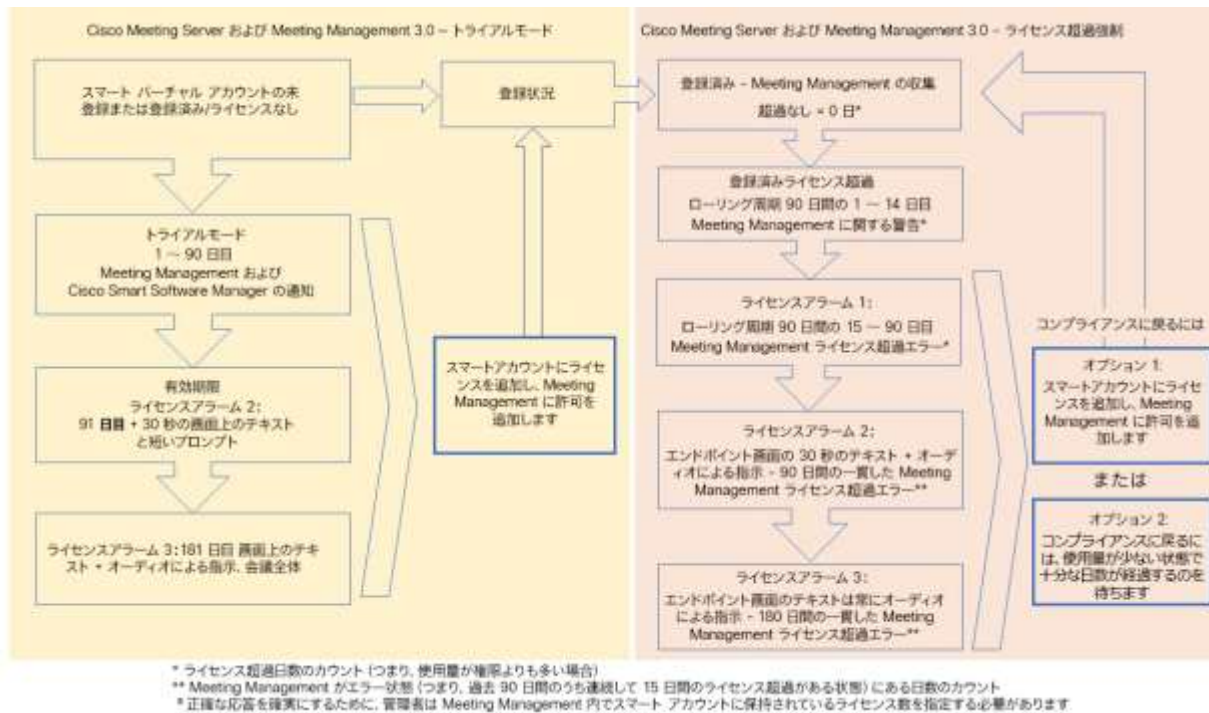 Cisco Meeting Server および Meeting Management 3.0 – トライアルモード
スマート バーチャル アカウントの未
登録または登録済み/ライセンスなし
登録状況
トライアルモード
1 ～ 90 日目
Meeting Management および
Cisco Smart Software Manager の通知
有効期限
ライセンスアラーム 2:
91 日目 + 30 秒の画面上のテキスト
と短いプロンプト
ライセンスアラーム 3:181 日目 画面上のテキ
スト + オーディオによる指示、会議全体
スマートアカウントにライセ
ンスを追加し、Meeting
Management に許可を
追加します
Cisco Meeting Server および Meeting Management 3.0 – ライセンス超過強制
登録済み - Meeting Management の収集
超過なし = 0 日*
登録済みライセンス超過
ローリング周期 90 日間の 1 ～ 14 日目
Meeting Management に関する警告*
ライセンスアラーム 1:
ローリング周期 90 日間の 15 ～ 90 日目
Meeting Management ライセンス超過エラー*
ライセンスアラーム 2:
エンドポイント画面の 30 秒のテキスト + オーデ
ィオによる指示 - 90 日間の一貫した Meeting
Management ライセンス超過エラー**
ライセンスアラーム 3:
エンドポイント画面のテキストは常にオーディオ
による指示 - 180 日間の一貫した Meeting
Management ライセンス超過エラー**
コンプライアンスに戻るには
オプション 1:
スマートアカウントにライセ
ンスを追加し、Meeting
Management に許可を追
加します
または
オプション 2:
コンプライアンスに戻るに
は、使用量が少ない状態で
十分な日数が経過するのを
待ちます
* ライセンス超過日数のカウント (つまり、使用量が権限よりも多い場合)
** Meeting Management がエラー状態 (つまり、過去 90 日間のうち連続して 15 日間のライセンス超過がある状態) にある日数のカウント
* 正確な応答を確実にするために、管理者は Meeting Management 内でスマート アカウントに保持されているライセンス数を指定する必要があります